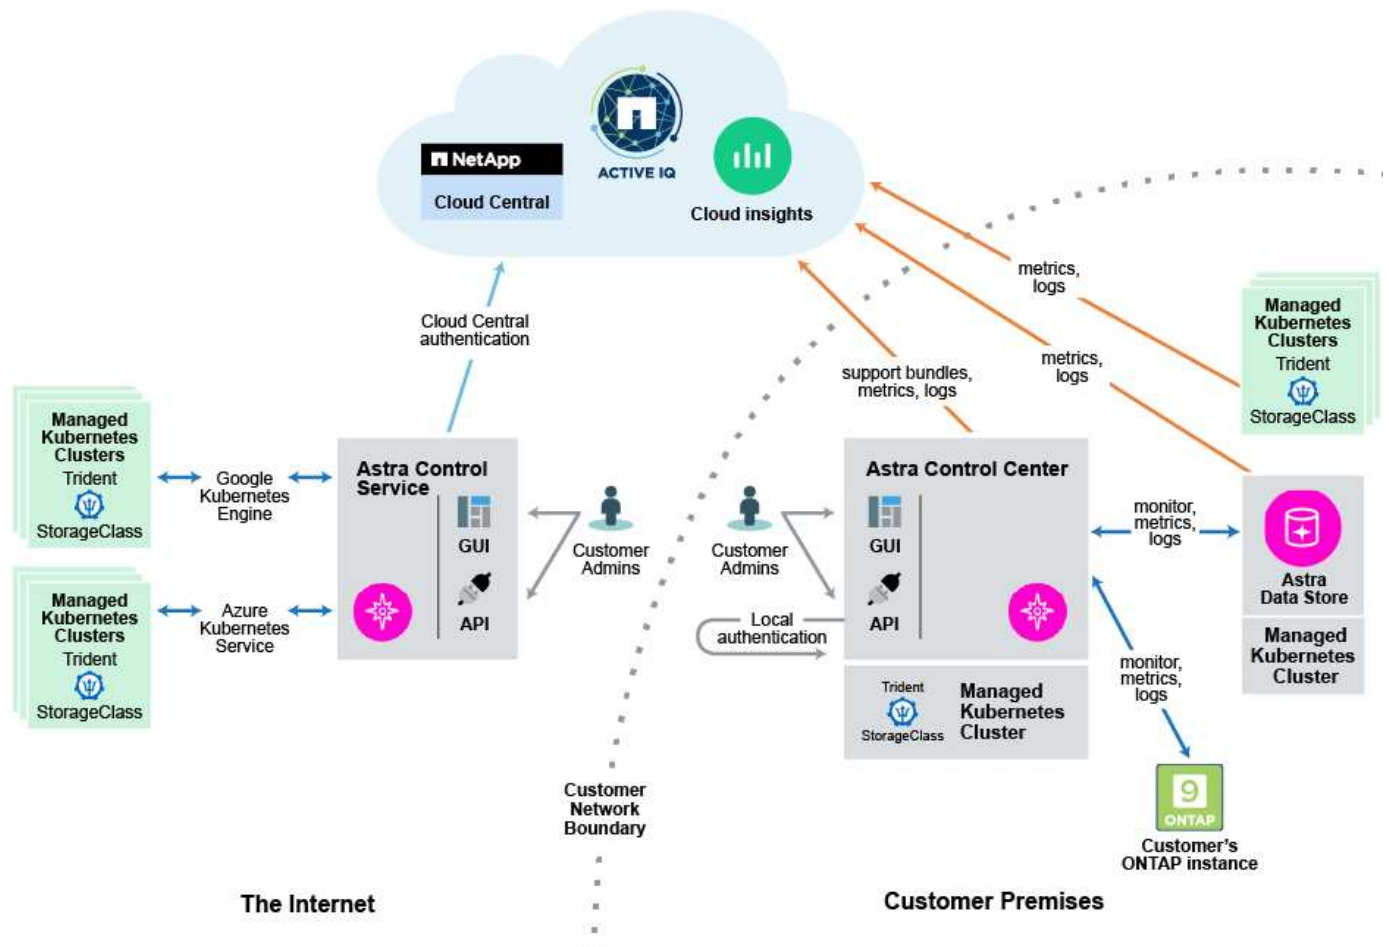 NetApp
Cloud Central
ACTIVE IQ
Cloud insights
metrics,
logs
Managed
Kubernetes
Clusters
Trident
StorageClass
Cloud Central
authentication
metrics,
logs
support bundles,
metrics, logs
Managed
Kubernetes
Clusters
Trident
StorageClass
Google
Kubernetes
Engine
Astra Control
Service
GUI
API
Customer
Admins
Customer
Admins
Astra Control Center
GUI
API
monitor,
metrics,
logs
Astra
Data Store
Managed
Kubernetes
Cluster
Managed
Kubernetes
Clusters
Trident
StorageClass
Azure
Kubernetes
Service
Local
authentication
Trident
StorageClass
Managed
Kubernetes
Cluster
monitor,
metrics,
logs
9
ONTAP
Customer's
ONTAP instance
Customer
Network
Boundary
The Internet
Customer Premises